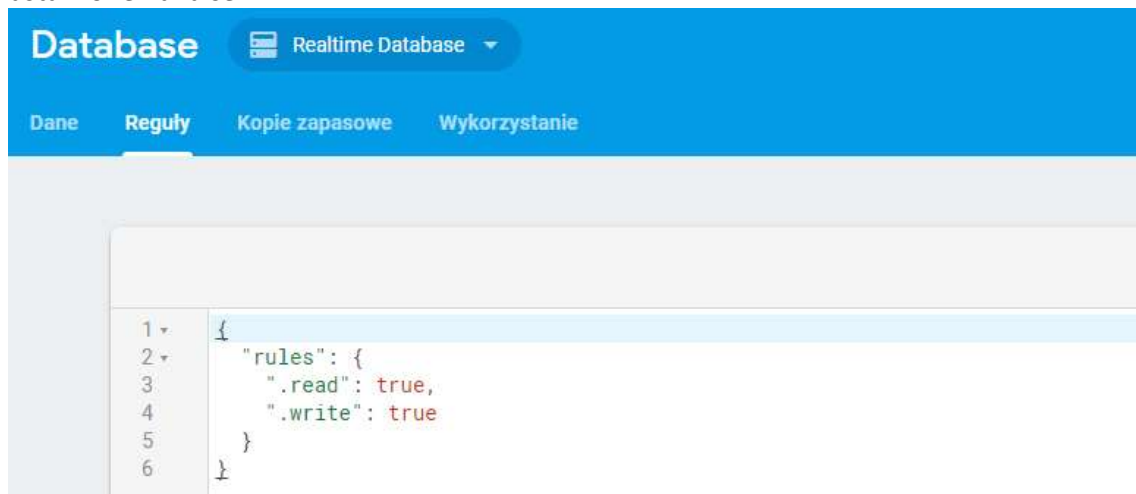 Database Realtime Database
Dane Reguły Kopie zapasowe Wykorzystanie
1 {
2 "rules": {
3 ".read": true,
4 ".write": true
5 }
6 }